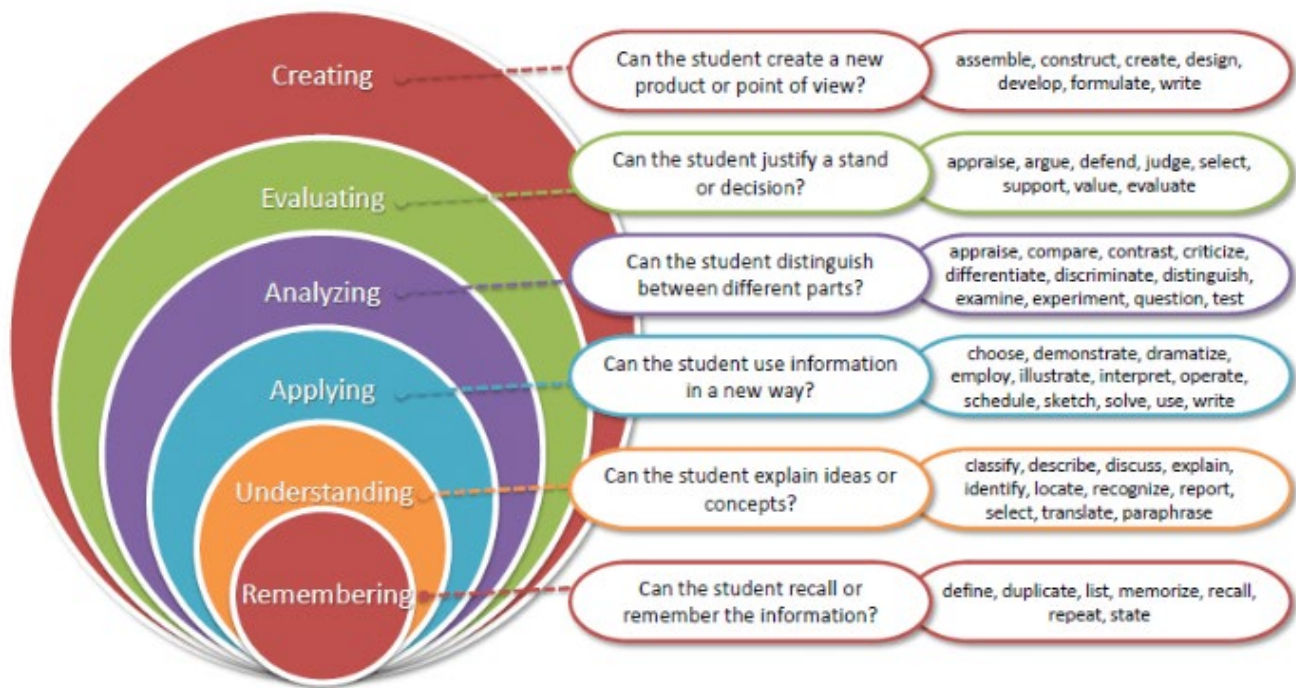 Creating
Can the student create a new
product or point of view?
assemble, construct, create, design,
develop, formulate, write
Evaluating
Can the student justify a stand
or decision?
appraise, argue, defend, judge, select,
support, value, evaluate
Analyzing
Can the student distinguish
between different parts?
appraise, compare, contrast, criticize,
differentiate, discriminate, distinguish,
examine, experiment, question, test
Applying
Can the student use information
in a new way?
choose, demonstrate, dramatize,
employ, illustrate, interpret, operate,
schedule, sketch, solve, use, write
Understanding
Can the student explain ideas or
concepts?
classify, describe, discuss, explain,
identify, locate, recognize, report,
select, translate, paraphrase
Remembering
Can the student recall or
remember the information?
define, duplicate, list, memorize, recall,
repeat, state